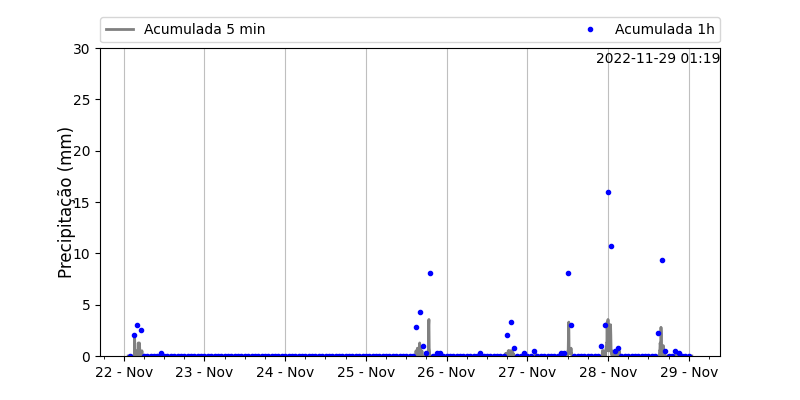 Acumulada 5 min Acumulada 1h
2022-11-29 01:19
Precipitação (mm)
30
25
20
15
10
5
0
22 - Nov 23 - Nov 24 - Nov 25 - Nov 26 - Nov 27 - Nov 28 - Nov 29 - Nov